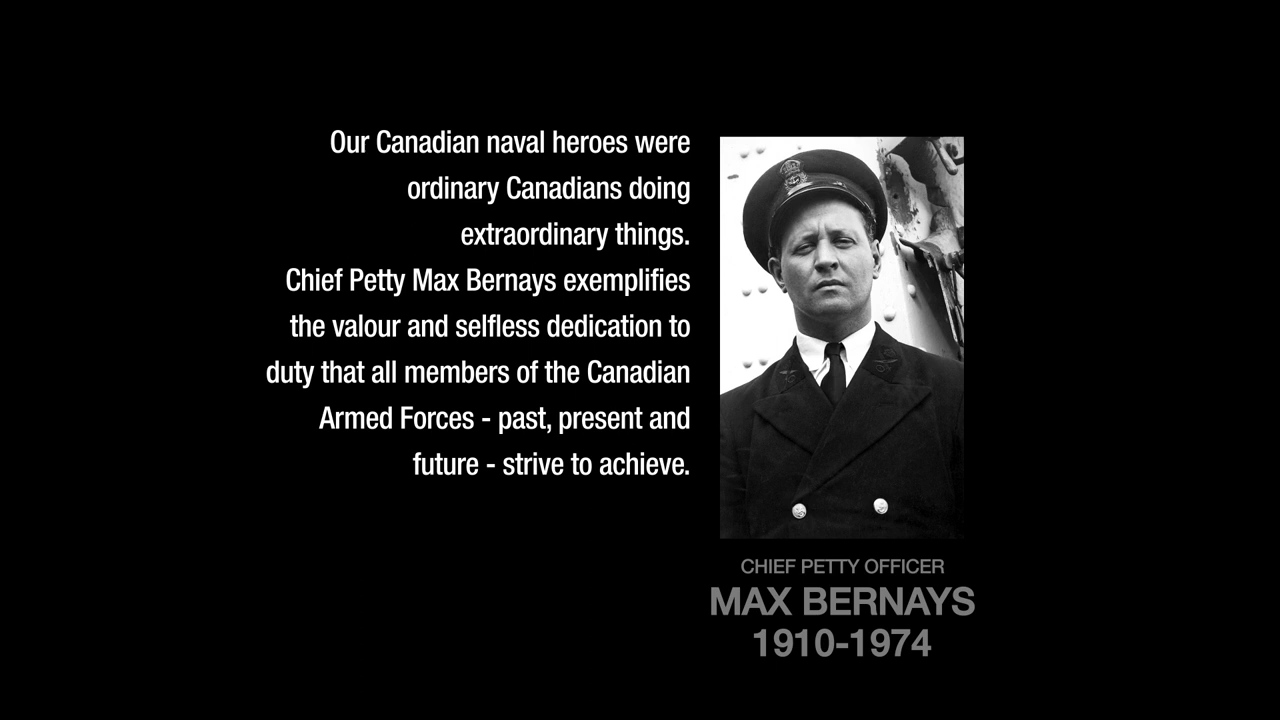 Our Canadian naval heroes were
ordinary Canadians doing
extraordinary things.
Chief Petty Max Bernays exemplifies
the valour and selfless dedication to
duty that all members of the Canadian
Armed Forces - past, present and
future - strive to achieve.
CHIEF PETTY OFFICER
MAX BERNAYS
1910-1974